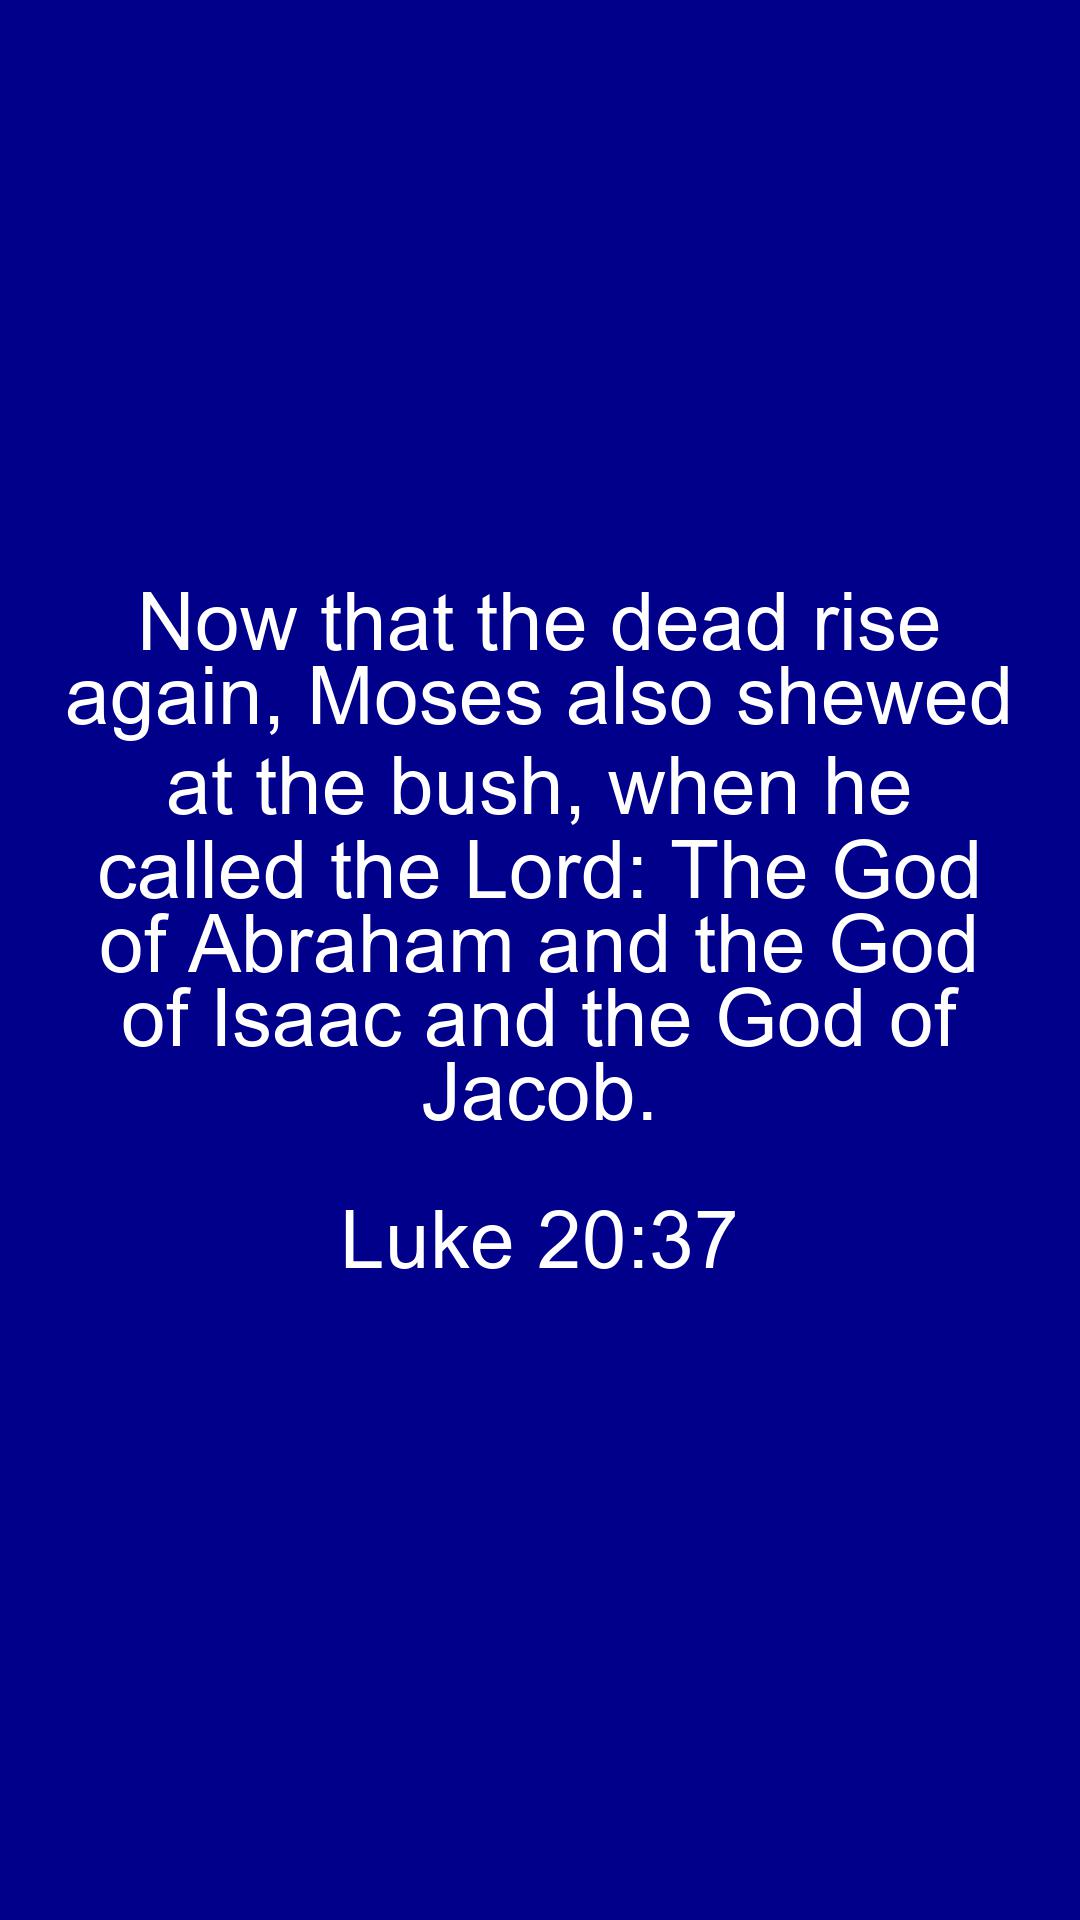 Now that the dead rise
again, Moses also shewed
at the bush, when he
called the Lord: The God
of Abraham and the God
of Isaac and the God of
Jacob.
Luke 20:37